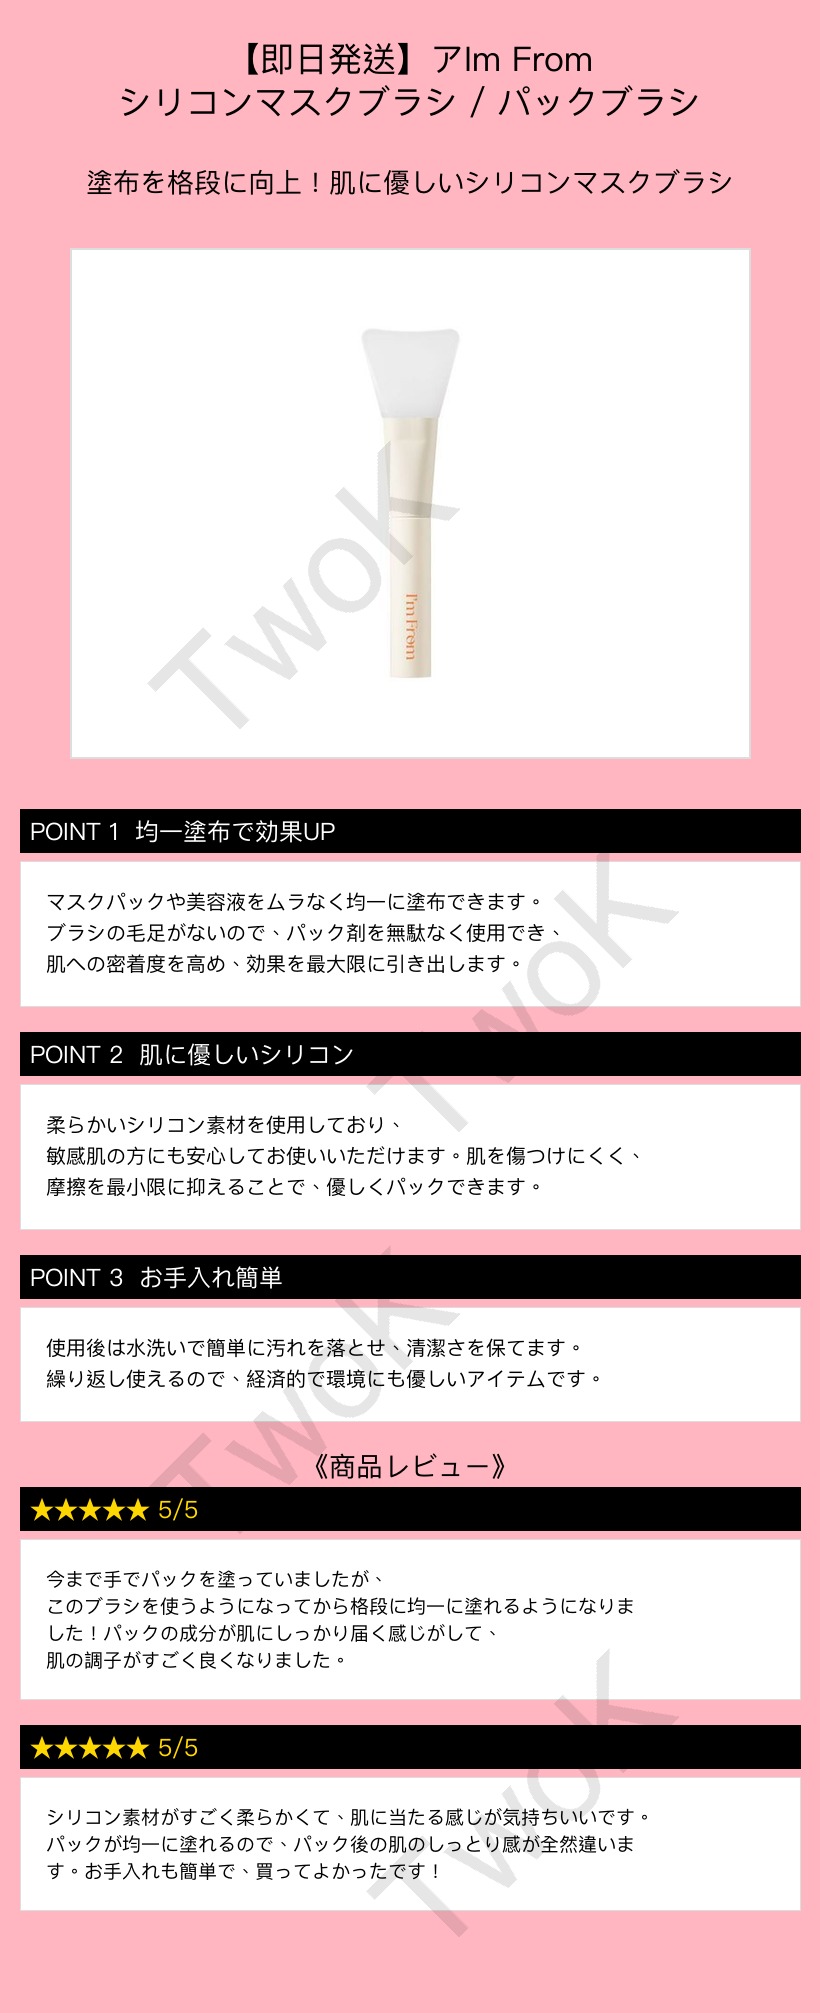 【即日発送】アIm From
シリコンマスクブラシ / パックブラシ
塗布を格段に向上！肌に優しいシリコンマスクブラシ
I'm From
TwoK
POINT 1 均一塗布で効果UP
マスクパックや美容液をムラなく均一に塗布できます。
ブラシの毛足がないので、パック剤を無駄なく使用でき、
肌への密着度を高め、効果を最大限に引き出します。
TwoK
POINT 2 肌に優しいシリコン
柔らかいシリコン素材を使用しており、
敏感肌の方にも安心してお使いいただけます。肌を傷つけにくく、
摩擦を最小限に抑えることで、優しくパックできます。
POINT 3 お手入れ簡単
使用後は水洗いで簡単に汚れを落とせ、清潔さを保てます。
繰り返し使えるので、経済的で環境にも優しいアイテムです。
TwoK
《商品レビュー》
★★★★★ 5/5
今まで手でパックを塗っていましたが、
このブラシを使うようになってから格段に均一に塗れるようになりま
した！パックの成分が肌にしっかり届く感じがして、
肌の調子がすごく良くなりました。
★★★★★ 5/5
シリコン素材がすごく柔らかくて、肌に当たる感じが気持ちいいです。
パックが均一に塗れるので、パック後の肌のしっとり感が全然違いま
す。お手入れも簡単で、買ってよかったです！
TwoK